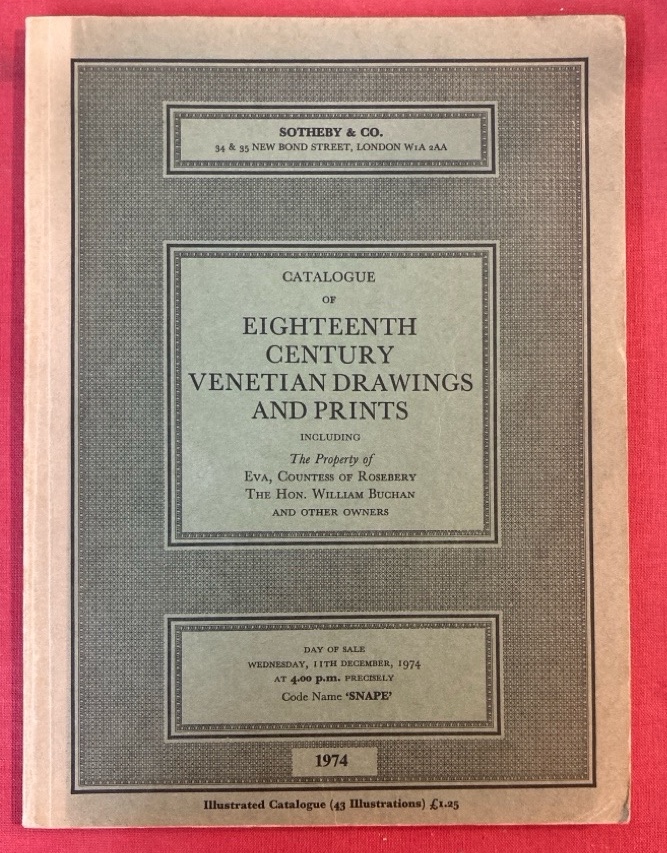 SOTHEBY & CO.
34 & 35 NEW BOND STREET, LONDON W1A 2AA
CATALOGUE
OF
EIGHTEENTH
CENTURY
VENETIAN DRAWINGS
AND PRINTS
INCLUDING
The Property of
EVA, COUNTESS OF ROSEBERY
THE HON. WILLIAM BUCHAN
AND OTHER OWNERS
DAY OF SALE
WEDNESDAY, 11TH DECEMBER, 1974
AT 4.00 p.m. PRECISELY
Code Name ‘SNAPE’
1974
Illustrated Catalogue (43 Illustrations) £1.25